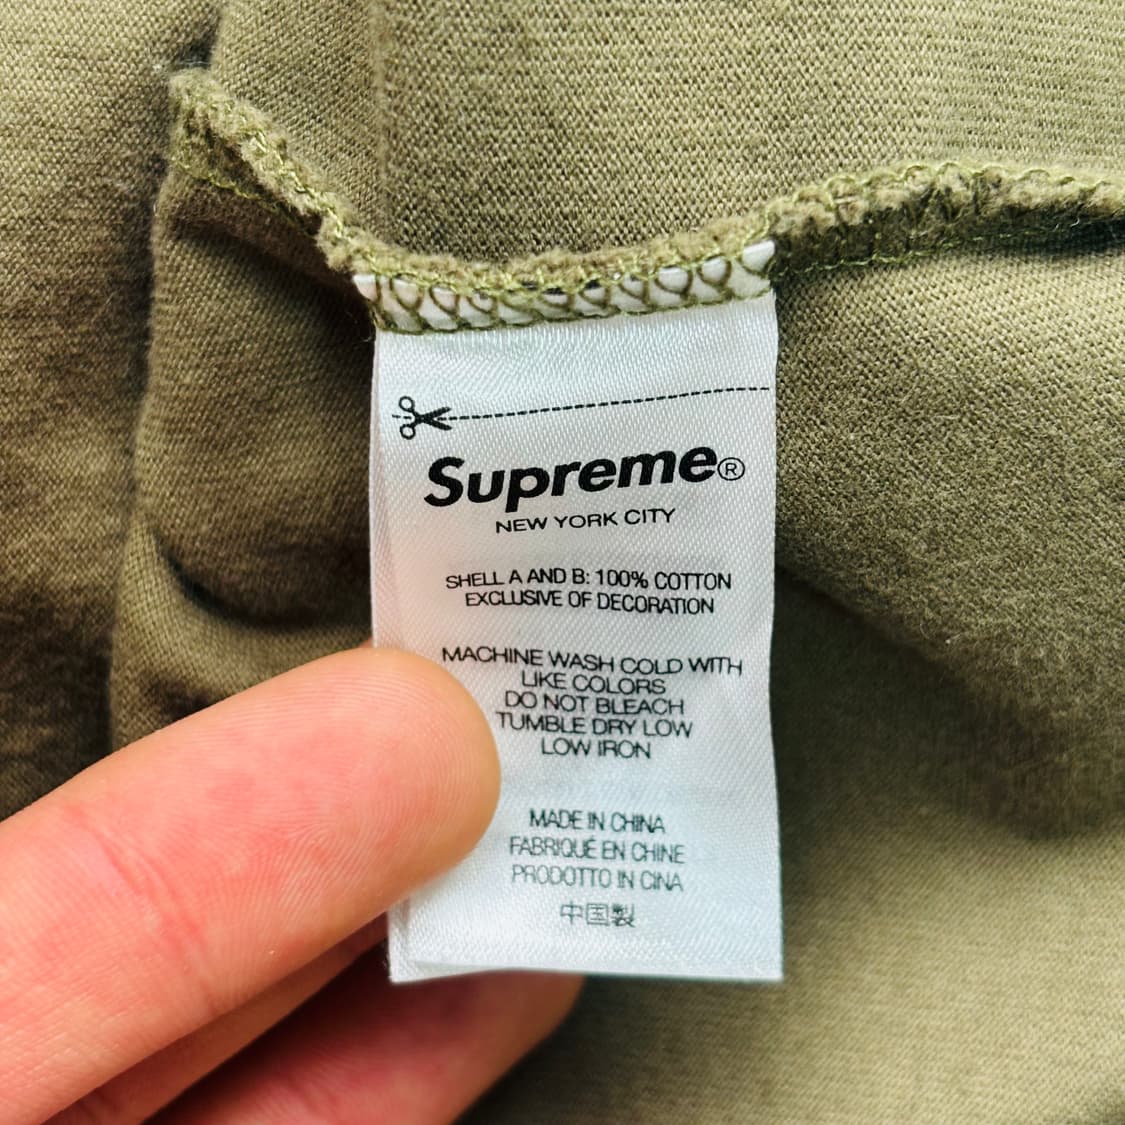 Supreme®
NEW YORK CITY
SHELL A AND B: 100% COTTON
EXCLUSIVE OF DECORATION
MACHINE WASH COLD WITH
LIKE COLORS
DO NOT BLEACH
TUMBLE DRY LOW
LOW IRON
MADE IN CHINA
FABRIQUÉ EN CHINE
PRODOTTO IN CINA
中国製